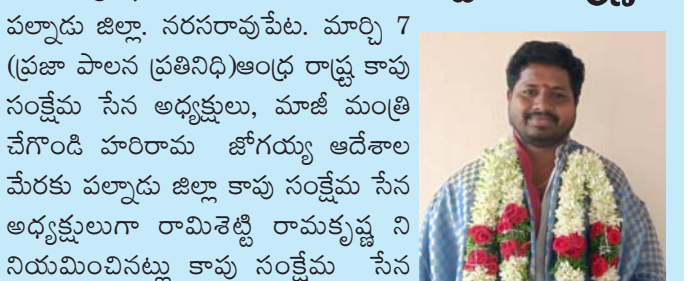 పల్నాడు జిల్లా. నరసరావుపేట. మార్చి 7
(ప్రజా పాలన ప్రతినిధి)ఆంధ్ర రాష్ట్ర కాపు
సంక్షేమ సేన అధ్యక్షులు, మాజీ మంత్రి
చేగొండి హరిరామ జోగయ్య ఆదేశాల
మేరకు పల్నాడు జిల్లా కాపు సంక్షేమ సేన
అధ్యక్షులుగా రామిశెట్టి రామకృష్ణ ని
నియమించినట్లు కాపు సంక్షేమ సేన